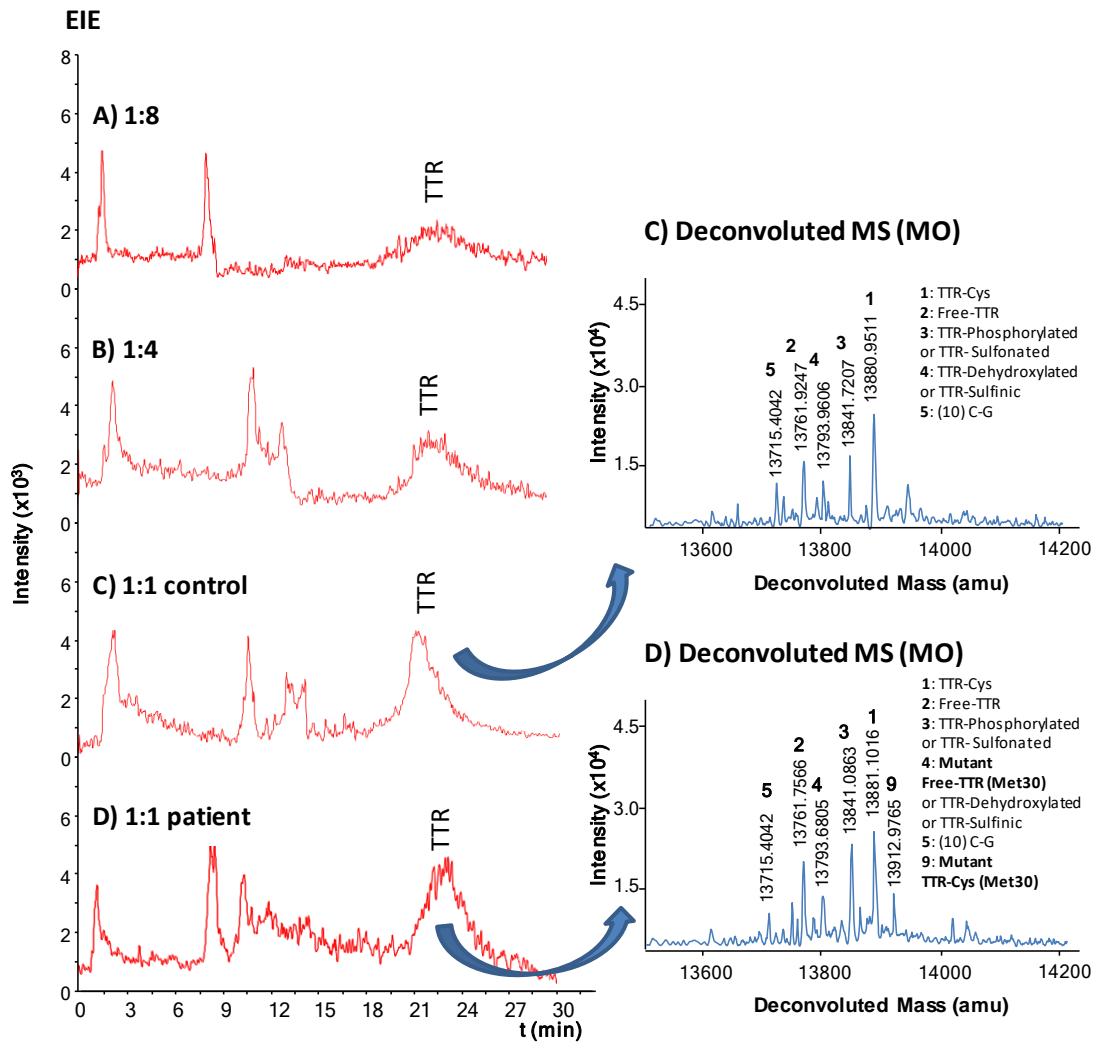 EIE
Intensity (x10³)
8
6
4
2
0
A) 1:8
TTR
6
4
2
0
B) 1:4
TTR
6
4
2
0
C) 1:1 control
TTR
6
4
2
0
D) 1:1 patient
TTR
0 3 6 9 12 15 18 21 24 27 30
t (min)
C) Deconvoluted MS (MO)
Intensity (x10⁴)
4.5
3.0
1.5
5
13715.4042
2
13761.9247
4
13793.9606
3
13841.7207
1
13880.9511
1: TTR-Cys
2: Free-TTR
3: TTR-Phosphorylated
or TTR- Sulfonated
4: TTR-Dehydroxylated
or TTR-Sulfinic
5: (10) C-G
13600 13800 14000 14200
Deconvoluted Mass (amu)
D) Deconvoluted MS (MO)
Intensity (x10⁴)
4.5
3.0
1.5
5
13715.4042
2
13761.7566
4
13793.6805
3
13841.0863
1
13881.1016
9
13912.9765
1: TTR-Cys
2: Free-TTR
3: TTR-Phosphorylated
or TTR- Sulfonated
4: Mutant
Free-TTR (Met30)
or TTR-Dehydroxylated
or TTR-Sulfinic
5: (10) C-G
9: Mutant
TTR-Cys (Met30)
13600 13800 14000 14200
Deconvoluted Mass (amu)